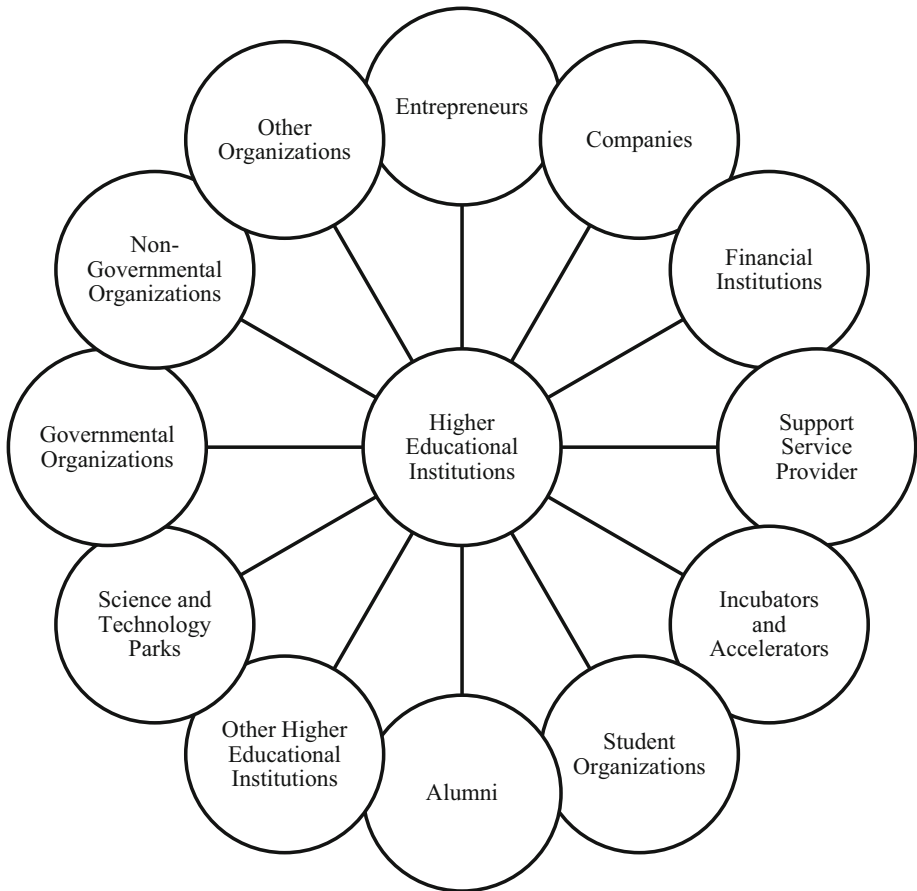 Entrepreneurs
Companies
Financial
Institutions
Support
Service
Provider
Incubators
and
Accelerators
Student
Organizations
Alumni
Other Higher
Educational
Institutions
Science and
Technology
Parks
Governmental
Organizations
Non-
Governmental
Organizations
Other
Organizations
Higher
Educational
Institutions